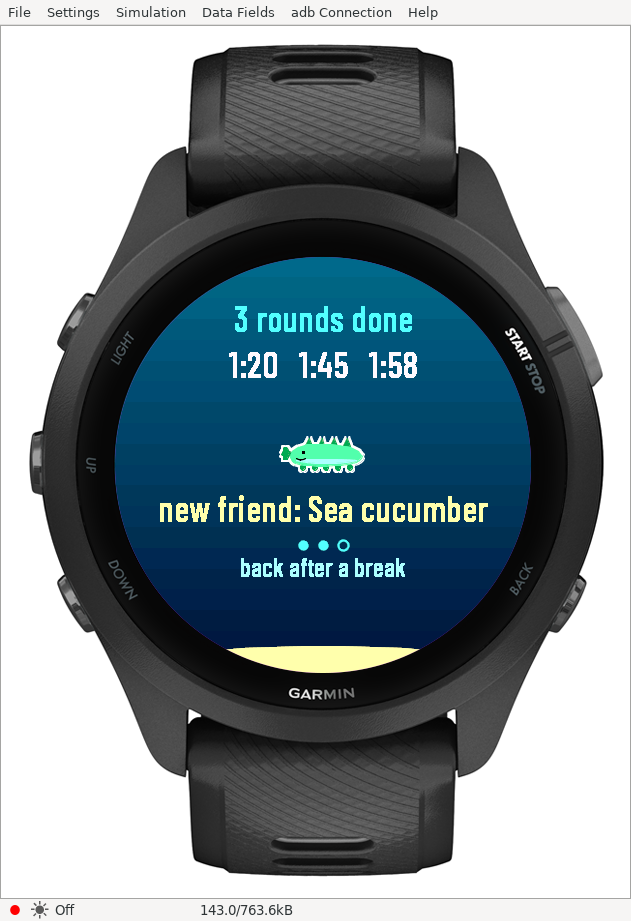 File Settings Simulation Data Fields adb Connection Help
LIGHT
START STOP
UP
DOWN
BACK
3 rounds done
1:20 1:45 1:58
new friend: Sea cucumber
back after a break
GARMIN
Off 143.0/763.6kB